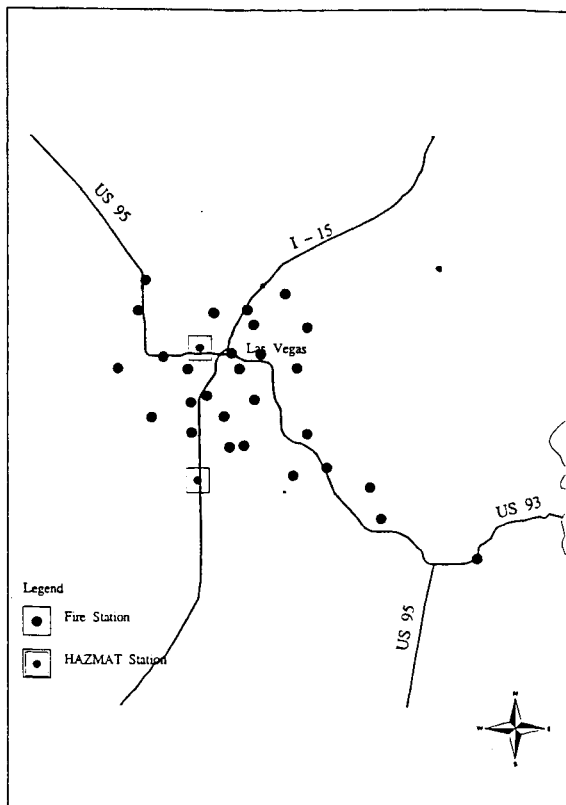 US 95
I - 15
Las Vegas
US 93
US 95
Legend
Fire Station
HAZMAT Station
N
W
E
S